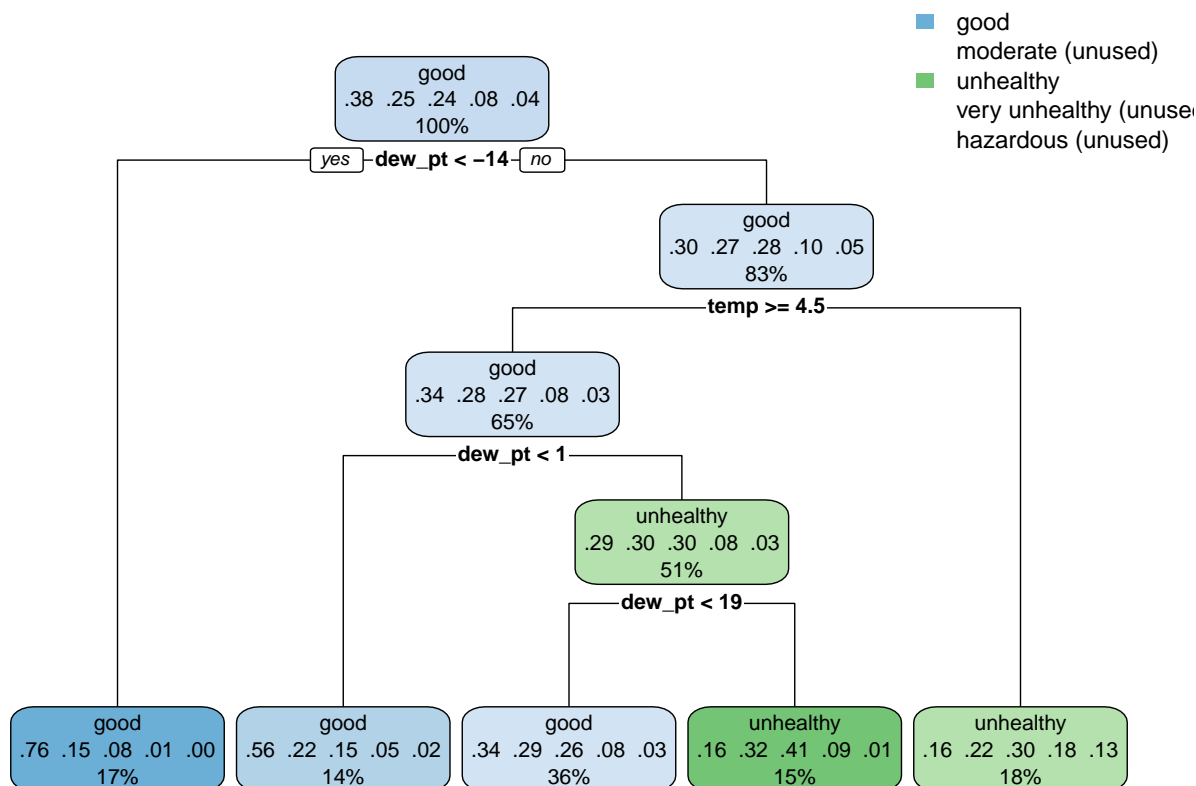 good
moderate (unused)
unhealthy
very unhealthy (unused
hazardous (unused)
good
.38 .25 .24 .08 .04
100%
yes dew_pt < −14 no
good
.30 .27 .28 .10 .05
83%
temp >= 4.5
good
.34 .28 .27 .08 .03
65%
dew_pt < 1
unhealthy
.29 .30 .30 .08 .03
51%
dew_pt < 19
good
.76 .15 .08 .01 .00
17%
good
.56 .22 .15 .05 .02
14%
good
.34 .29 .26 .08 .03
36%
unhealthy
.16 .32 .41 .09 .01
15%
unhealthy
.16 .22 .30 .18 .13
18%